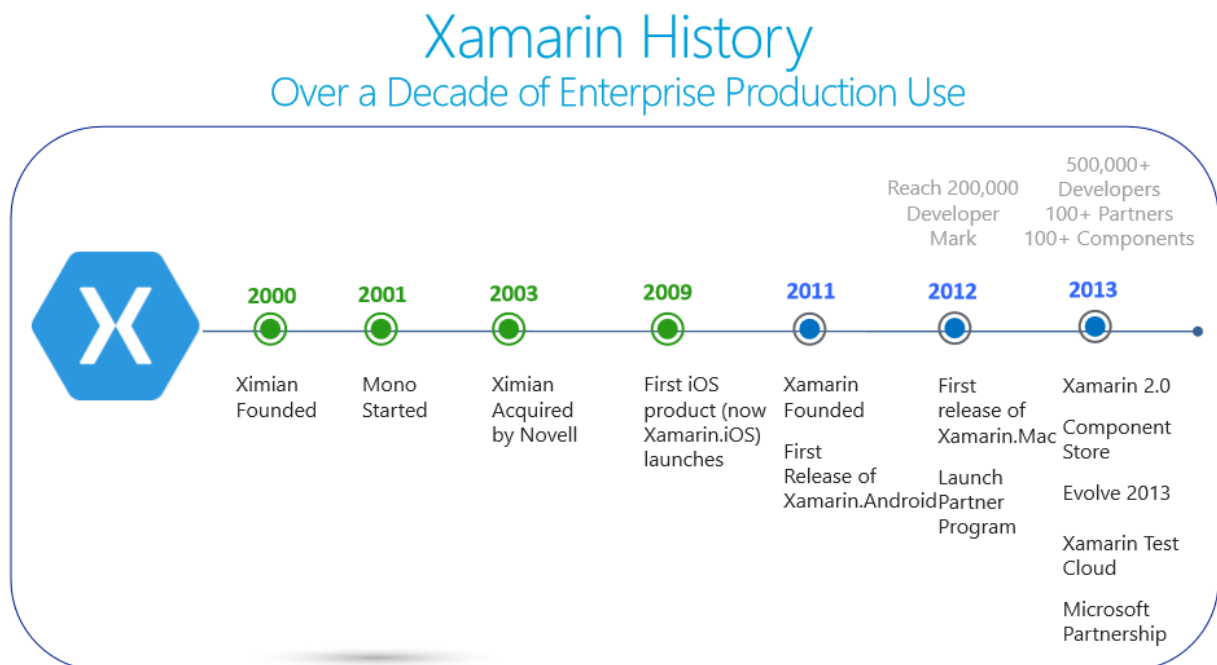 Xamarin History
Over a Decade of Enterprise Production Use
Reach 200,000
Developer
Mark
500,000+
Developers
100+ Partners
100+ Components
X
2000
2001
2003
2009
2011
2012
2013
Ximian
Founded
Mono
Started
Ximian
Acquired
by Novell
First iOS
product (now
Xamarin.iOS)
launches
Xamarin
Founded
First
Release of
Xamarin.Android
First
release of
Xamarin.Mac
Launch
Partner
Program
Xamarin 2.0
Component
Store
Evolve 2013
Xamarin Test
Cloud
Microsoft
Partnership